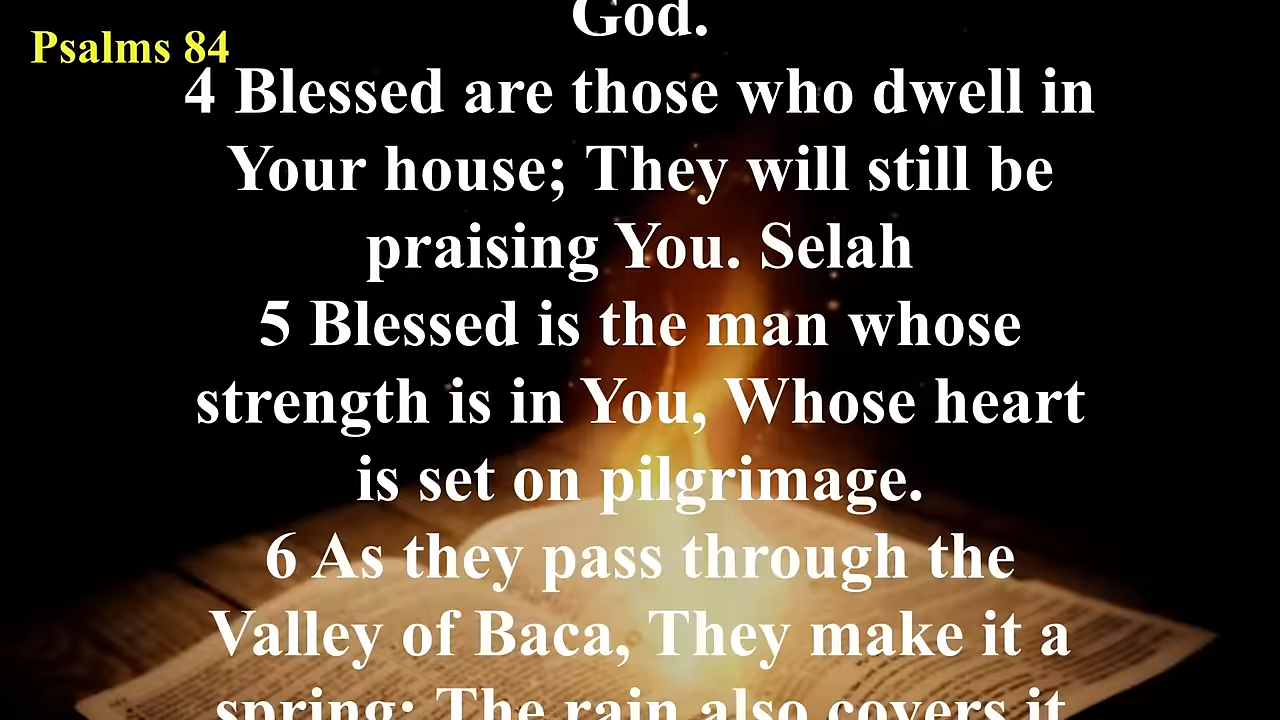 God.
Psalms 84
4 Blessed are those who dwell in
Your house; They will still be
praising You. Selah
5 Blessed is the man whose
strength is in You, Whose heart
is set on pilgrimage.
6 As they pass through the
Valley of Baca, They make it a
spring; The rain also covers it